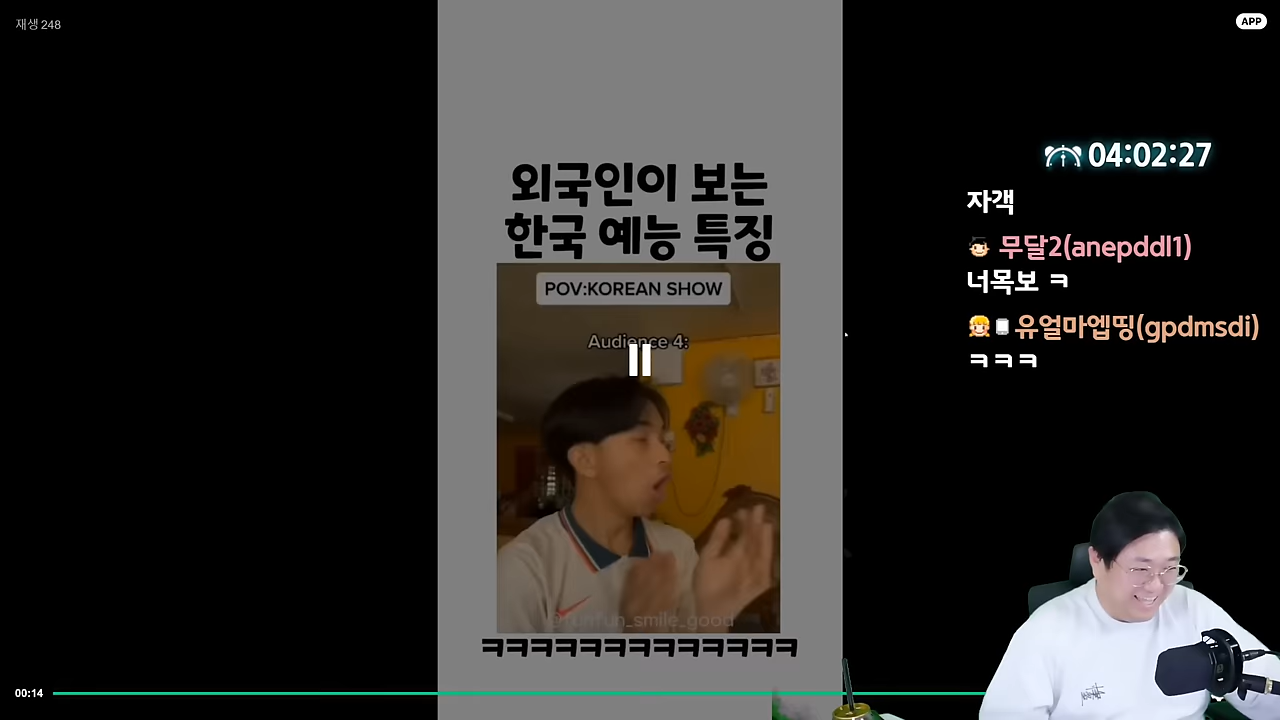 재생 248
APP
04:02:27
자객
무달2(anepddl1)
너목보 ㅋ
유얼마엡띵(gpdmsdi)
ㅋㅋㅋ
외국인이 보는
한국 예능 특징
POV:KOREAN SHOW
Audience 4:
@funfun_smile_good
ㅋㅋㅋㅋㅋㅋㅋㅋㅋㅋㅋㅋㅋ
00:14